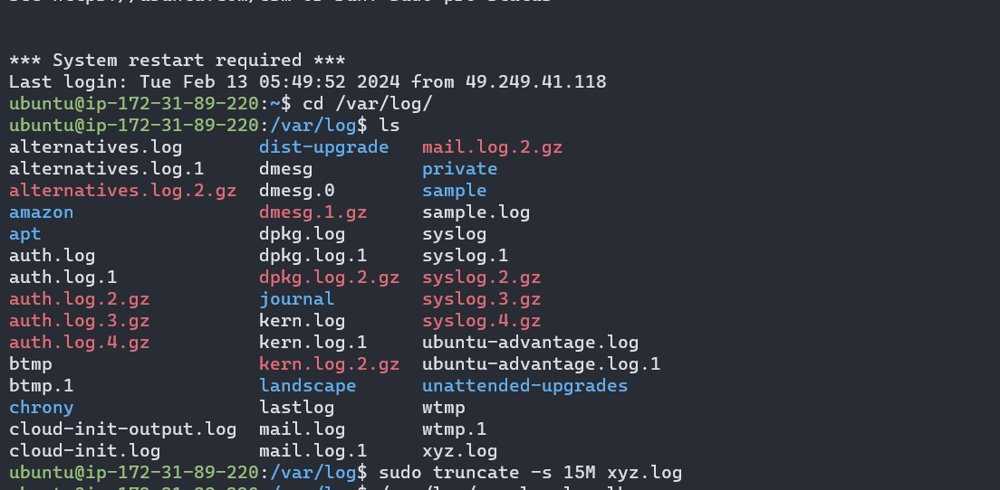 *** System restart required ***
Last login: Tue Feb 13 05:49:52 2024 from 49.249.41.118
ubuntu@ip-172-31-89-220:~$ cd /var/log/
ubuntu@ip-172-31-89-220:/var/log$ ls
alternatives.log dist-upgrade mail.log.2.gz
alternatives.log.1 dmesg private
alternatives.log.2.gz dmesg.0 sample
amazon dmesg.1.gz sample.log
apt dpkg.log syslog
auth.log dpkg.log.1 syslog.1
auth.log.1 dpkg.log.2.gz syslog.2.gz
auth.log.2.gz journal syslog.3.gz
auth.log.3.gz kern.log syslog.4.gz
auth.log.4.gz kern.log.1 ubuntu-advantage.log
btmp kern.log.2.gz ubuntu-advantage.log.1
btmp.1 landscape unattended-upgrades
chrony lastlog wtmp
cloud-init-output.log mail.log wtmp.1
cloud-init.log mail.log.1 xyz.log
ubuntu@ip-172-31-89-220:/var/log$ sudo truncate -s 15M xyz.log